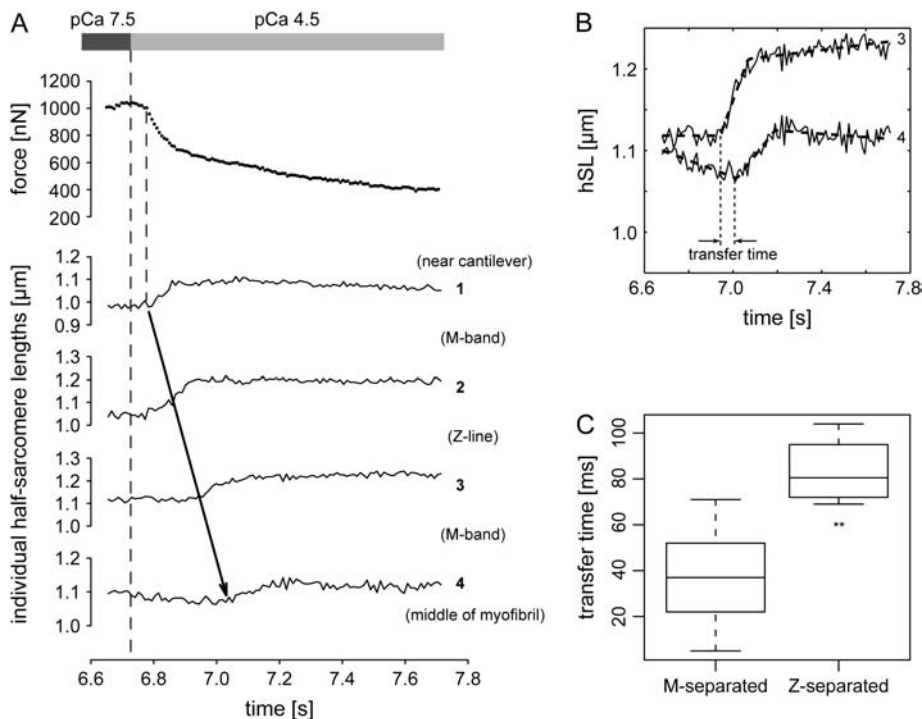 A
pCa 7.5
pCa 4.5
force [nN]
1200
1000
800
600
400
200
individual half-sarcomere lengths [µm]
1.2
1.1
1.0
0.9
(near cantilever)
1
(M-band)
1.3
1.2
1.1
1.0
2
(Z-line)
1.3
1.2
1.1
1.0
3
(M-band)
1.2
1.1
1.0
4
(middle of myofibril)
6.6
6.8
7.0
7.2
7.4
7.6
7.8
time [s]
B
hSL [µm]
1.2
1.1
1.0
3
4
transfer time
6.6
7.0
7.4
7.8
time [s]
C
transfer time [ms]
100
80
60
40
20
**
M-separated
Z-separated